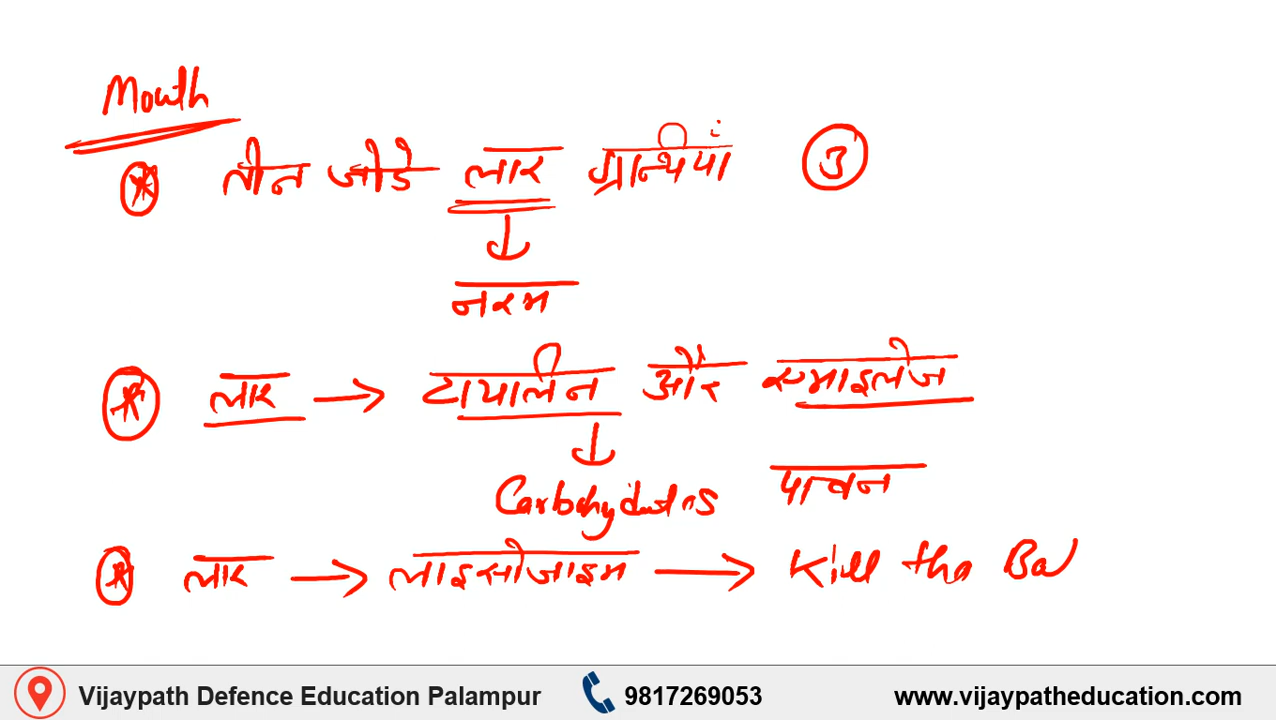 Mouth
तीन जोडे लार ग्रन्थियां 3
नरम
लार → टायालीन और एमाइलेज
Carbohydrates पाचन
लार → लाइसोजाइम → Kill the Ba
Vijaypath Defence Education Palampur 9817269053 www.vijaypatheducation.com